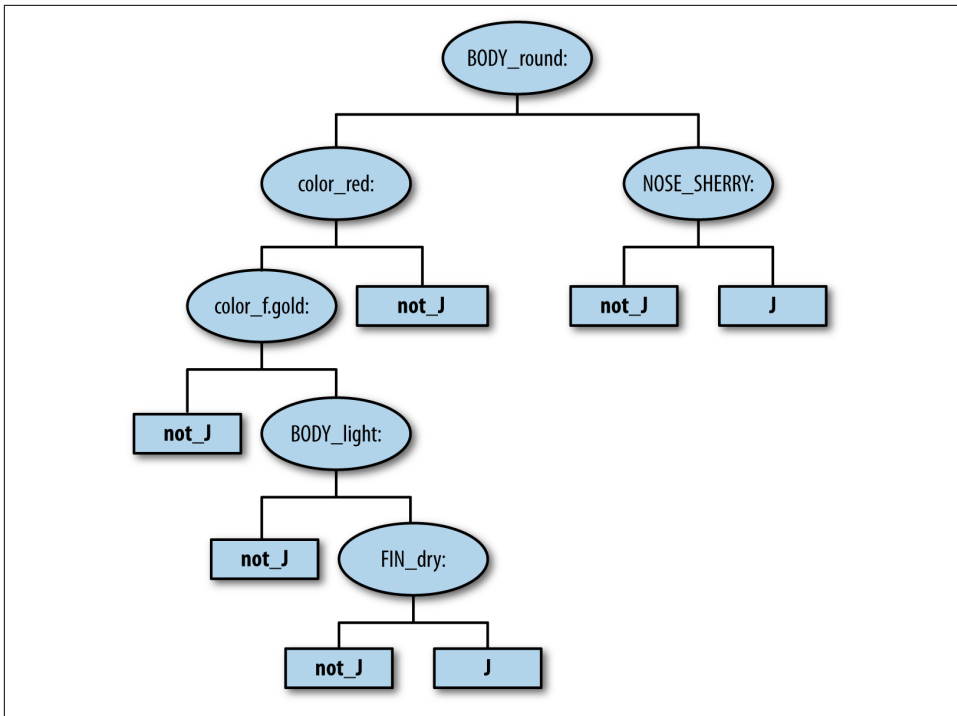 BODY_round:
color_red:
NOSE_SHERRY:
color_f.gold:
not_J
not_J
J
not_J
BODY_light:
not_J
FIN_dry:
not_J
J